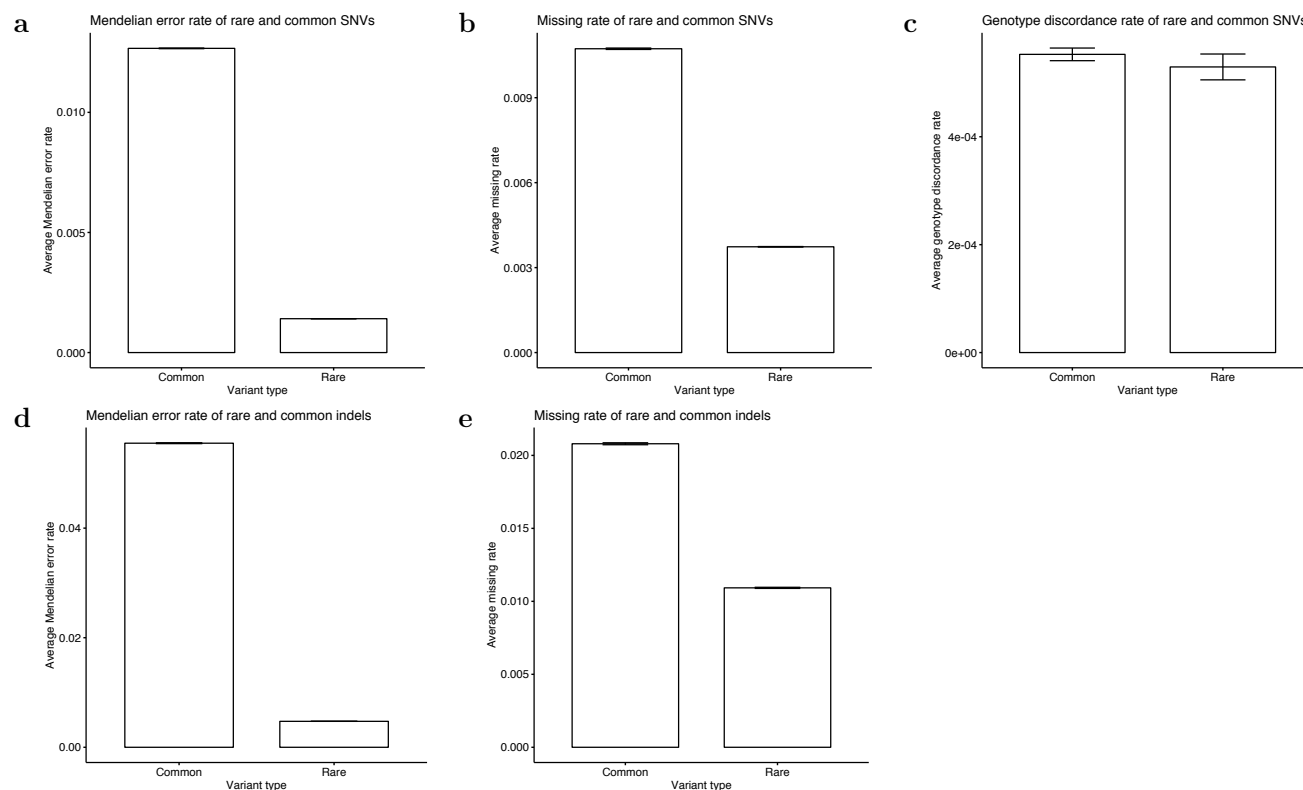 a
Mendelian error rate of rare and common SNVs
Average Mendelian error rate
0.010
0.005
0.000
Common
Rare
Variant type
b
Missing rate of rare and common SNVs
Average missing rate
0.009
0.006
0.003
0.000
Common
Rare
Variant type
c
Genotype discordance rate of rare and common SNVs
Average genotype discordance rate
4e-04
2e-04
0e+00
Common
Rare
Variant type
d
Mendelian error rate of rare and common indels
Average Mendelian error rate
0.04
0.02
0.00
Common
Rare
Variant type
e
Missing rate of rare and common indels
Average missing rate
0.020
0.015
0.010
0.005
0.000
Common
Rare
Variant type